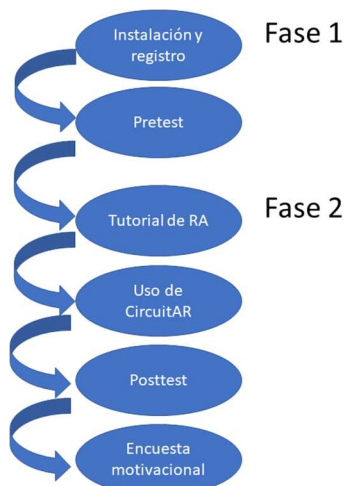 Instalación y
registro
Fase 1
Pretest
Tutorial de RA
Fase 2
Uso de
CircuitAR
Posttest
Encuesta
motivacional